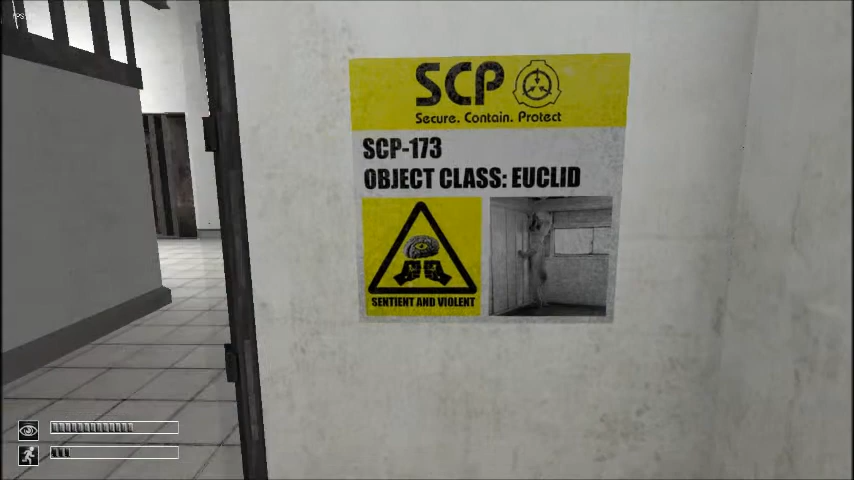 SCP
Secure. Contain. Protect
SCP-173
OBJECT CLASS: EUCLID
SENTIENT AND VIOLENT